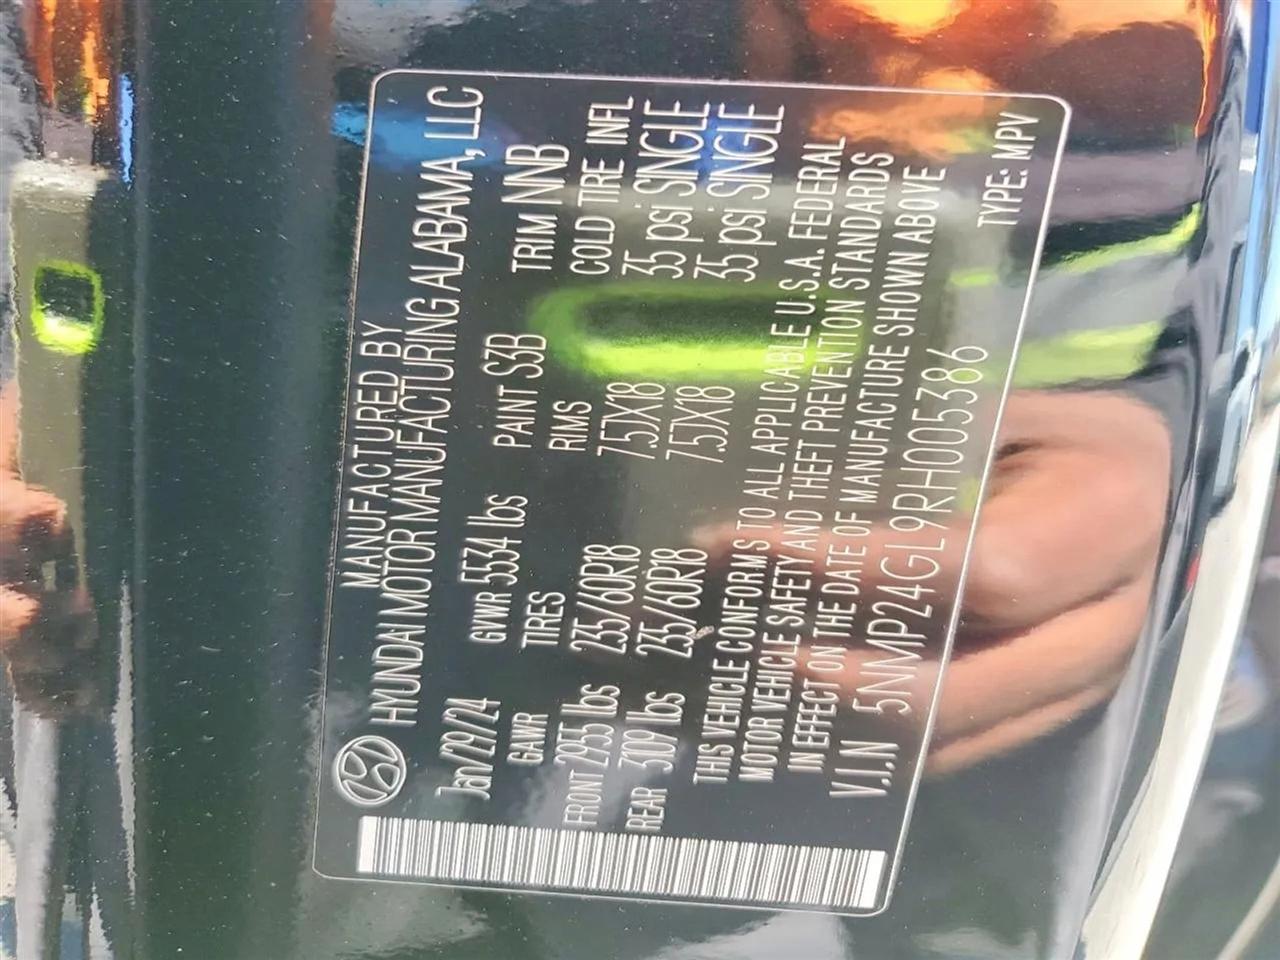 MANUFACTURED BY
HYUNDAI MOTOR MANUFACTURING ALABAMA, LLC
Jan/29/24 GVWR 5534 lbs PAINT S3B TRIM NNB
GAWR TIRES RIMS COLD TIRE INFL
FRONT 2955 lbs 235/60R18 7.5JX18 35 psi SINGLE
REAR 3109 lbs 235/60R18 7.5JX18 35 psi SINGLE
THIS VEHICLE CONFORMS TO ALL APPLICABLE U.S.A. FEDERAL
MOTOR VEHICLE SAFETY AND THEFT PREVENTION STANDARDS
IN EFFECT ON THE DATE OF MANUFACTURE SHOWN ABOVE
V.I.N 5NMP24GL9RH005386
TYPE: MPV